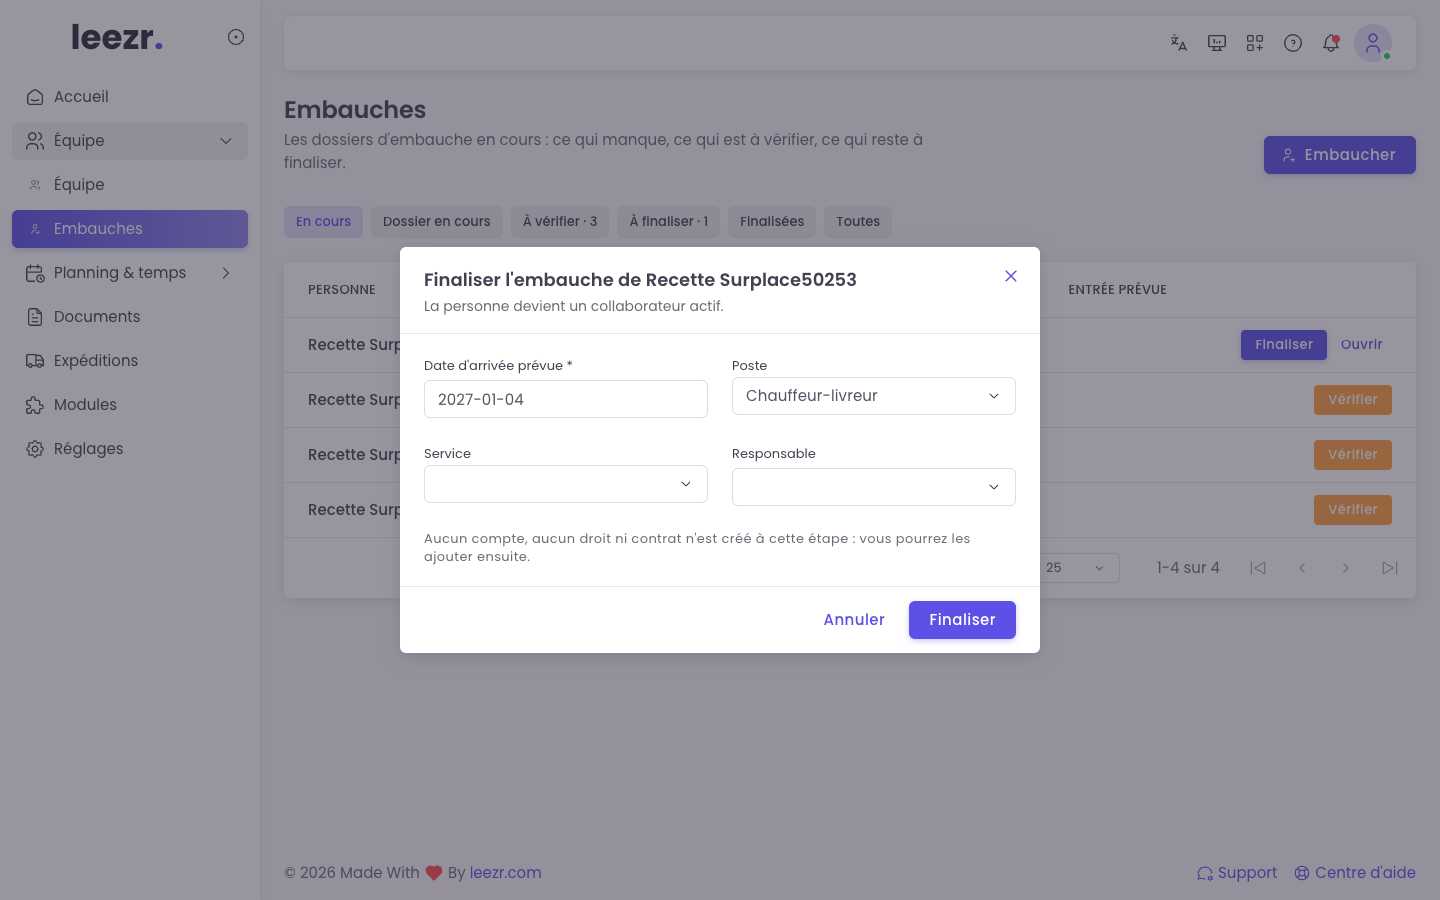 leezr.
Accueil
Équipe
Équipe
Embauches
Planning & temps
Documents
Expéditions
Modules
Réglages
Embauches
Les dossiers d'embauche en cours : ce qui manque, ce qui est à vérifier, ce qui reste à
finaliser.
Embaucher
En cours
Dossier en cours
À vérifier · 3
À finaliser · 1
Finalisées
Toutes
PERSONNE
ENTRÉE PRÉVUE
Recette Surp
Finaliser
Ouvrir
Recette Surp
Vérifier
Recette Surp
Vérifier
Recette Surp
Vérifier
25
1-4 sur 4
Finaliser l'embauche de Recette Surplace50253
La personne devient un collaborateur actif.
Date d'arrivée prévue *
Poste
2027-01-04
Chauffeur-livreur
Service
Responsable
Aucun compte, aucun droit ni contrat n'est créé à cette étape : vous pourrez les
ajouter ensuite.
Annuler
Finaliser
© 2026 Made With
By leezr.com
Support
Centre d'aide